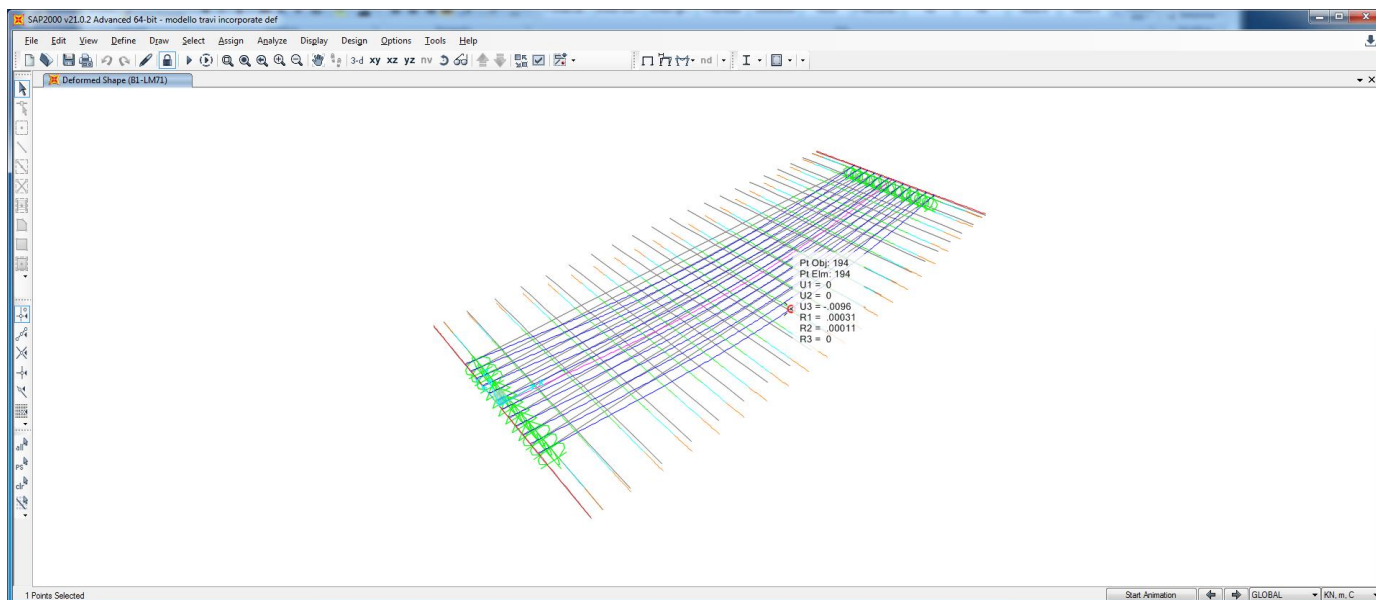 SAP2000 v21.0.2 Advanced 64-bit - modello travi incorporate def
File Edit View Define Draw Select Assign Analyze Display Design Options Tools Help
3-d xy xz yz nv nd
Deformed Shape (B1-LM71)
Pt Obj: 194
Pt Elm: 194
U1 = 0
U2 = 0
U3 = -.0096
R1 = .00031
R2 = .00011
R3 = 0
all
ps
clr
1 Points Selected
Start Animation
GLOBAL
KN, m, C